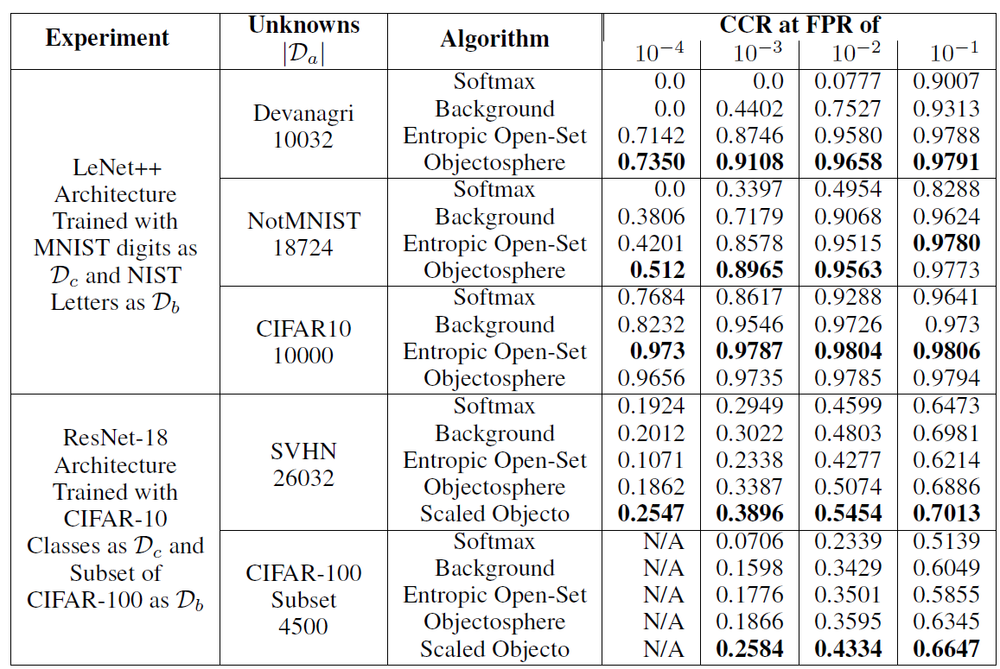 Experiment Unknowns |𝒟a| Algorithm CCR at FPR of
10−4 10−3 10−2 10−1
LeNet++
Architecture
Trained with
MNIST digits as
𝒟c and NIST
Letters as 𝒟b
Devanagri
10032
Softmax 0.0 0.0 0.0777 0.9007
Background 0.0 0.4402 0.7527 0.9313
Entropic Open-Set 0.7142 0.8746 0.9580 0.9788
Objectosphere 0.7350 0.9108 0.9658 0.9791
NotMNIST
18724
Softmax 0.0 0.3397 0.4954 0.8288
Background 0.3806 0.7179 0.9068 0.9624
Entropic Open-Set 0.4201 0.8578 0.9515 0.9780
Objectosphere 0.512 0.8965 0.9563 0.9773
CIFAR10
10000
Softmax 0.7684 0.8617 0.9288 0.9641
Background 0.8232 0.9546 0.9726 0.973
Entropic Open-Set 0.973 0.9787 0.9804 0.9806
Objectosphere 0.9656 0.9735 0.9785 0.9794
ResNet-18
Architecture
Trained with
CIFAR-10
Classes as 𝒟c and
Subset of
CIFAR-100 as 𝒟b
SVHN
26032
Softmax 0.1924 0.2949 0.4599 0.6473
Background 0.2012 0.3022 0.4803 0.6981
Entropic Open-Set 0.1071 0.2338 0.4277 0.6214
Objectosphere 0.1862 0.3387 0.5074 0.6886
Scaled Objecto 0.2547 0.3896 0.5454 0.7013
CIFAR-100
Subset
4500
Softmax N/A 0.0706 0.2339 0.5139
Background N/A 0.1598 0.3429 0.6049
Entropic Open-Set N/A 0.1776 0.3501 0.5855
Objectosphere N/A 0.1866 0.3595 0.6345
Scaled Objecto N/A 0.2584 0.4334 0.6647